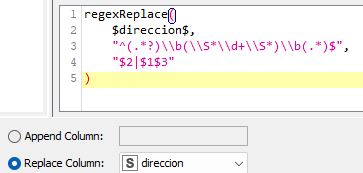 1 regexReplace(
2 $direccion$,
3 "^(.*?)\\b(\\S*\\d+\\S*)\\b(.*)$",
4 "$2|$1$3"
5 )
Append Column:
Replace Column: S direccion